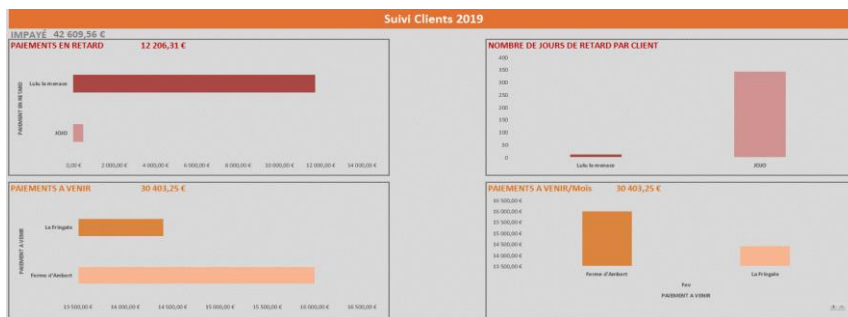 Suivi Clients 2019
IMPAYÉ 42 609,56 €
PAIEMENTS EN RETARD 12 206,31 €
PAIEMENT EN RETARD
Lulu la menace
JOJO
0,00 € 2 000,00 € 4 000,00 € 6 000,00 € 8 000,00 € 10 000,00 € 12 000,00 € 14 000,00 €
NOMBRE DE JOURS DE RETARD PAR CLIENT
400
350
300
250
200
150
100
50
0
Lulu la menace JOJO
PAIEMENTS A VENIR 30 403,25 €
PAIEMENT A VENIR
La Fringale
Ferme d'Ambert
13 500,00 € 14 000,00 € 14 500,00 € 15 000,00 € 15 500,00 € 16 000,00 € 16 500,00 €
PAIEMENTS A VENIR/Mois 30 403,25 €
16 500,00 €
16 000,00 €
15 500,00 €
15 000,00 €
14 500,00 €
14 000,00 €
13 500,00 €
Ferme d'Ambert La Fringale
PAIEMENT A VENIR